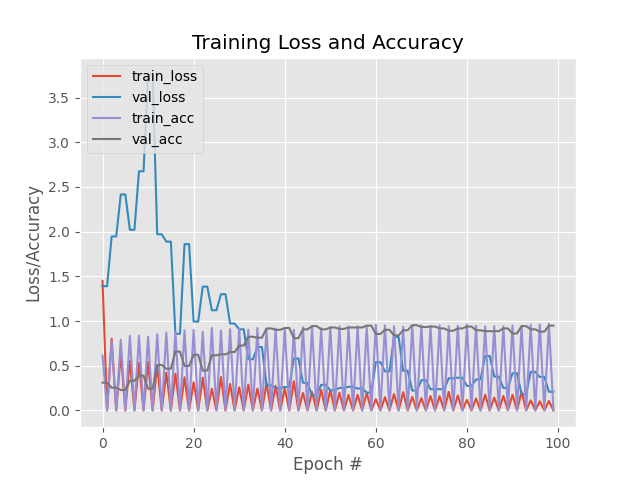 Training Loss and Accuracy
train_loss
val_loss
train_acc
val_acc
3.5
3.0
2.5
2.0
1.5
1.0
0.5
0.0
Loss/Accuracy
0 20 40 60 80 100
Epoch #